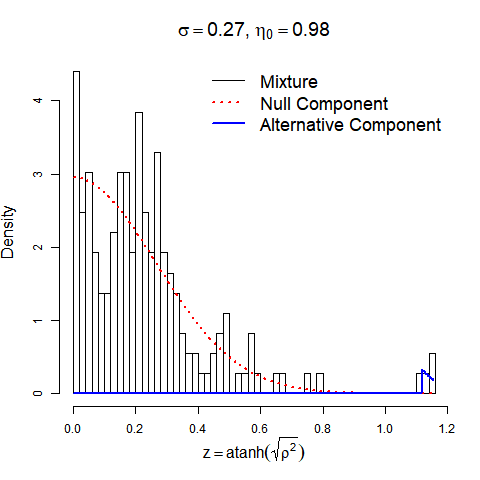 σ = 0.27, η₀ = 0.98
Mixture
Null Component
Alternative Component
Density
4
3
2
1
0
0.0 0.2 0.4 0.6 0.8 1.0 1.2
z = atanh(√ρ²)